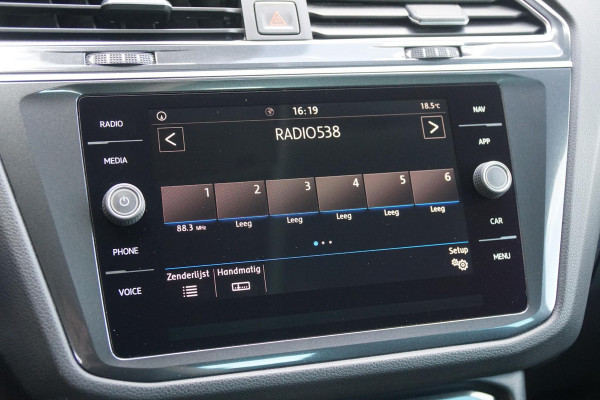 RADIO
MEDIA
PHONE
VOICE
16:19
18.5°C
RADIO538
1 2 3 4 5 6
88.3 MHz Leeg Leeg Leeg Leeg Leeg
Setup
Zenderlijst Handmatig
NAV
APP
CAR
MENU